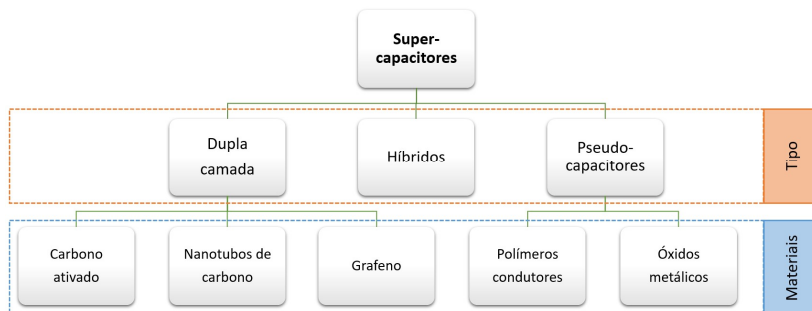 Super-
capacitores
Dupla
camada
Híbridos
Pseudo-
capacitores
Tipo
Carbono
ativado
Nanotubos de
carbono
Grafeno
Polímeros
condutores
Óxidos
metálicos
Materiais